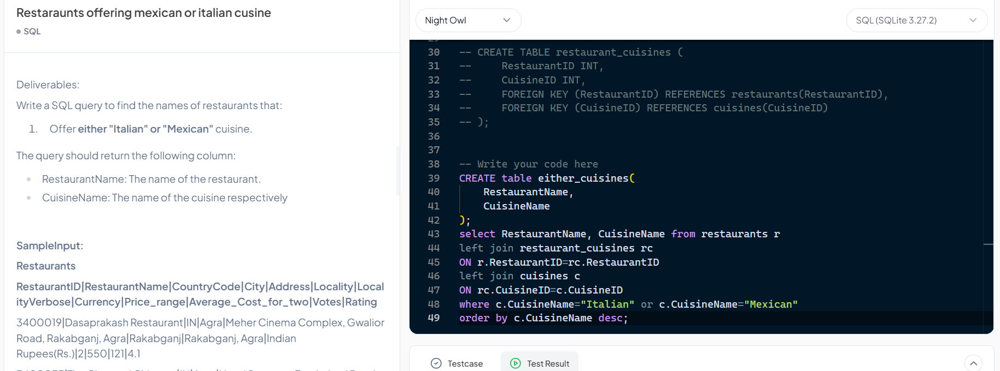 Restaraunts offering mexican or italian cusine
SQL
Deliverables:
Write a SQL query to find the names of restaurants that:
1. Offer either "Italian" or "Mexican" cuisine.
The query should return the following column:
RestaurantName: The name of the restaurant.
CuisineName: The name of the cuisine respectively
SampleInput:
Restaurants
RestaurantID|RestaurantName|CountryCode|City|Address|Locality|Local
ityVerbose|Currency|Price_range|Average_Cost_for_two|Votes|Rating
3400019|Dasaprakash Restaurant|IN|Agra|Meher Cinema Complex, Gwalior
Road, Rakabganj, Agra|Rakabganj|Rakabganj, Agra|Indian
Rupees(Rs.)|2|550|121|4.1
Night Owl
SQL (SQLite 3.27.2)
30 -- CREATE TABLE restaurant_cuisines (
31 -- RestaurantID INT,
32 -- CuisineID INT,
33 -- FOREIGN KEY (RestaurantID) REFERENCES restaurants(RestaurantID),
34 -- FOREIGN KEY (CuisineID) REFERENCES cuisines(CuisineID)
35 -- );
36
37
38 -- Write your code here
39 CREATE table either_cuisines(
40 RestaurantName,
41 CuisineName
42 );
43 select RestaurantName, CuisineName from restaurants r
44 left join restaurant_cuisines rc
45 ON r.RestaurantID=rc.RestaurantID
46 left join cuisines c
47 ON rc.CuisineID=c.CuisineID
48 where c.CuisineName="Italian" or c.CuisineName="Mexican"
49 order by c.CuisineName desc;
Testcase
Test Result